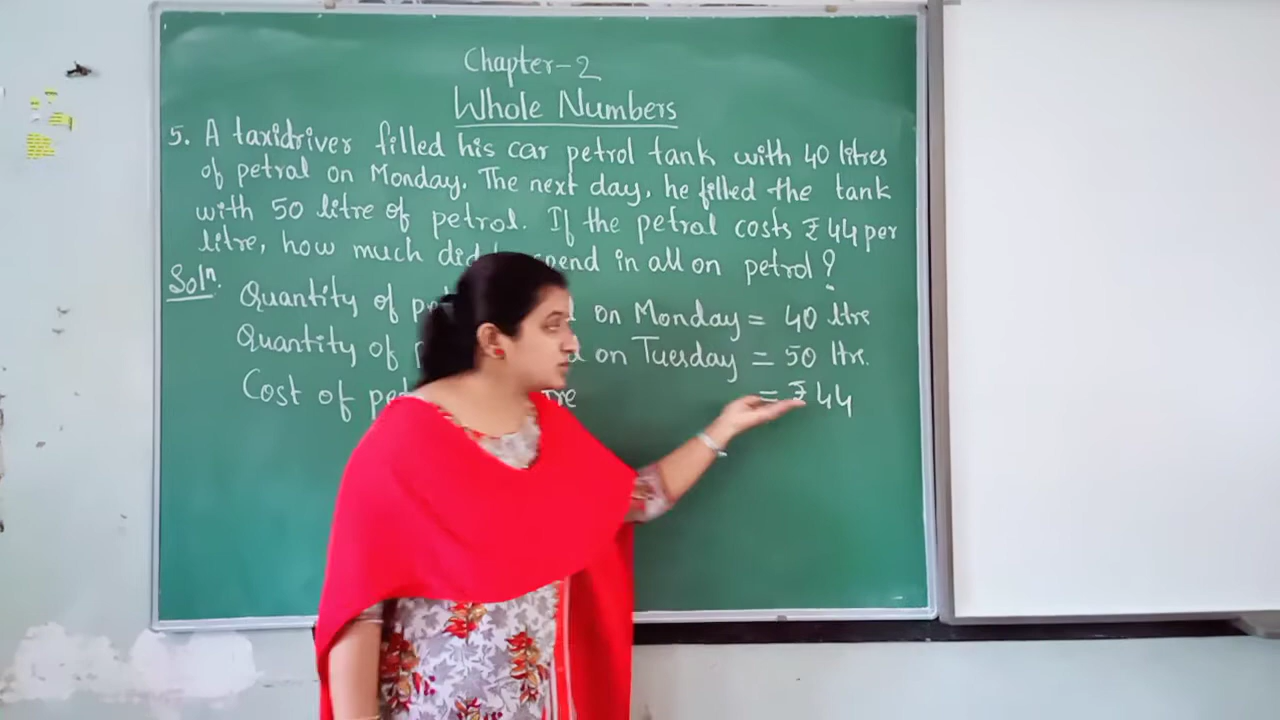 Chapter-2
Whole Numbers
5. A taxidriver filled his car petrol tank with 40 litres
of petral on Monday. The next day, he filled the tank
with 50 litre of petrol. If the petral costs ₹44 per
litre, how much did spend in all on petrol?
Solⁿ.
Quantity of on Monday = 40 ltre
Quantity of on Tuesday = 50 ltr.
Cost of = ₹44